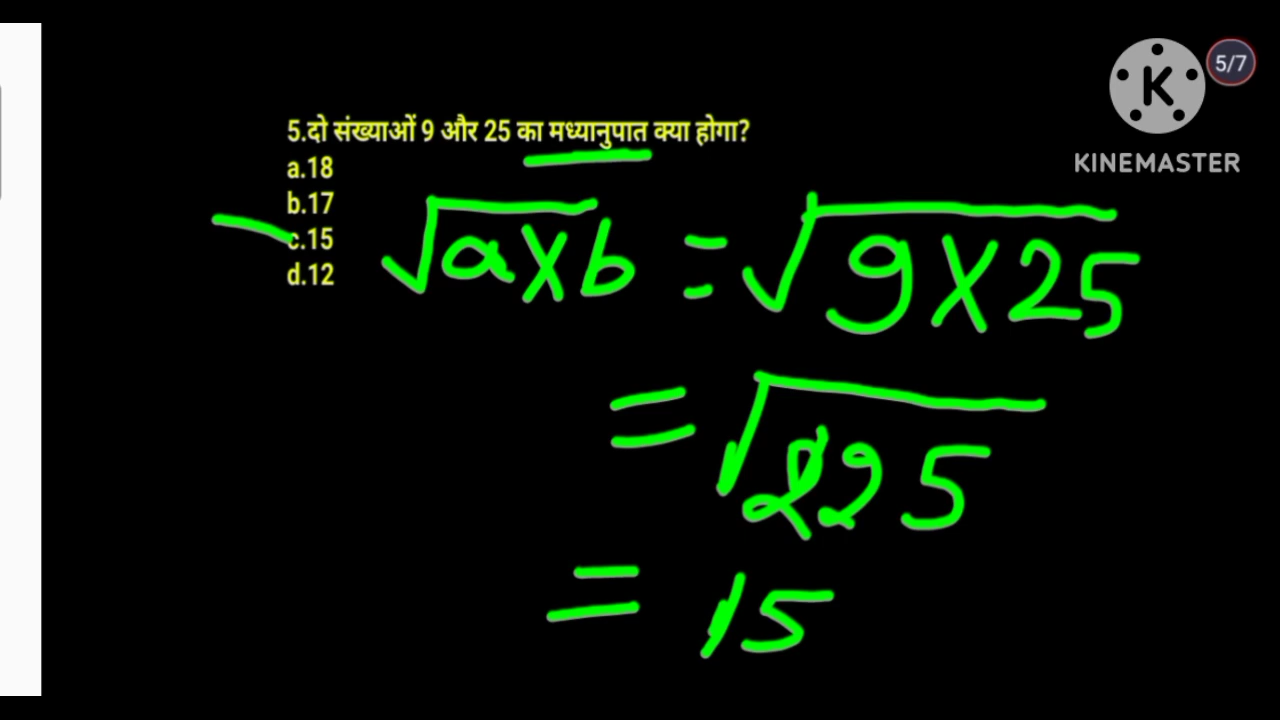 5/7
KINEMASTER
5.दो संख्याओं 9 और 25 का मध्यानुपात क्या होगा?
a.18
b.17
c.15
d.12
√a×b = √9×25
= √225
= 15